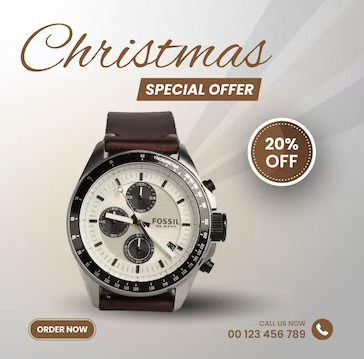 Christmas
SPECIAL OFFER
20%
OFF
FOSSIL
ORDER NOW
CALL US NOW
00 123 456 789